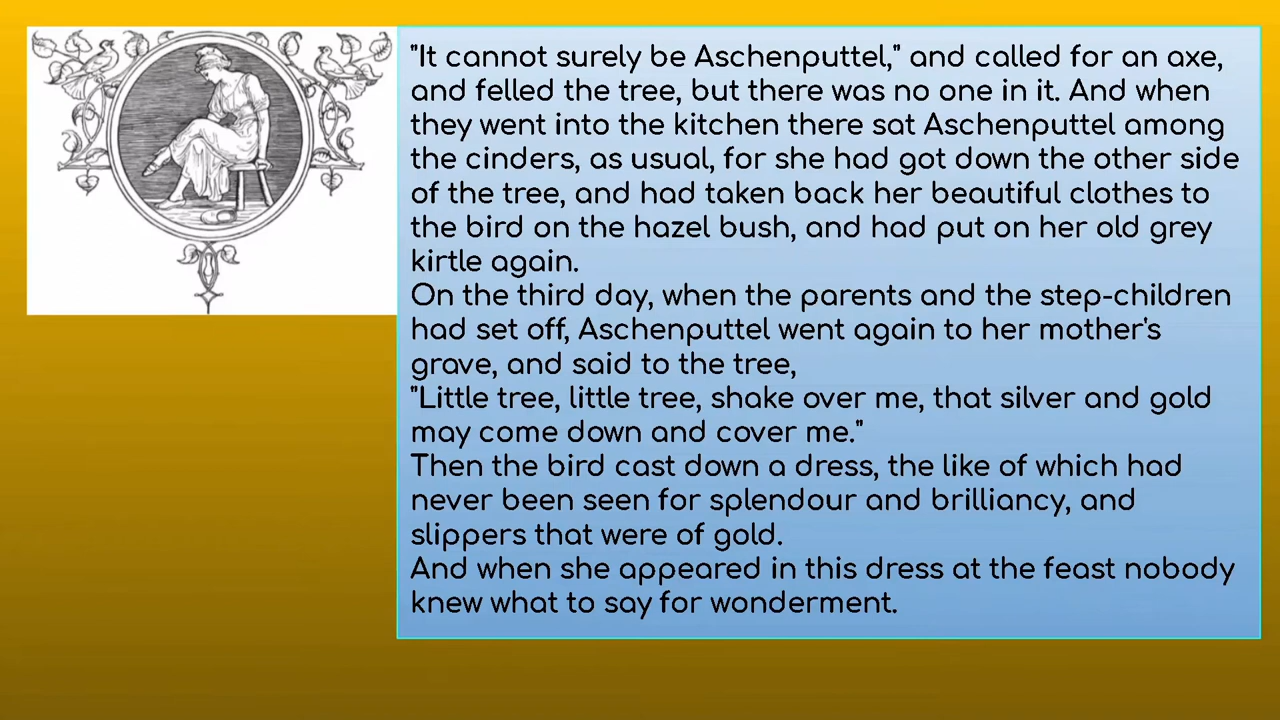 "It cannot surely be Aschenputtel," and called for an axe,
and felled the tree, but there was no one in it. And when
they went into the kitchen there sat Aschenputtel among
the cinders, as usual, for she had got down the other side
of the tree, and had taken back her beautiful clothes to
the bird on the hazel bush, and had put on her old grey
kirtle again.
On the third day, when the parents and the step-children
had set off, Aschenputtel went again to her mother's
grave, and said to the tree,
"Little tree, little tree, shake over me, that silver and gold
may come down and cover me."
Then the bird cast down a dress, the like of which had
never been seen for splendour and brilliancy, and
slippers that were of gold.
And when she appeared in this dress at the feast nobody
knew what to say for wonderment.